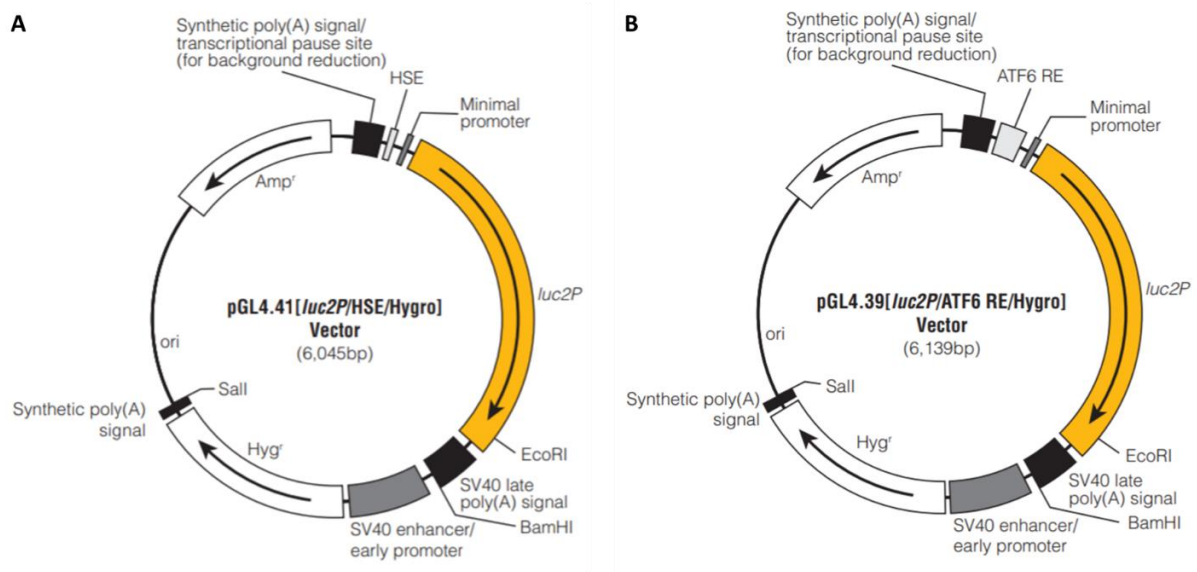 A
Synthetic poly(A) signal/
transcriptional pause site
(for background reduction)
HSE
Minimal
promoter
Ampʳ
luc2P
pGL4.41[luc2P/HSE/Hygro]
Vector
(6,045bp)
ori
SalI
Synthetic poly(A)
signal
Hygʳ
EcoRI
SV40 late
poly(A) signal
BamHI
SV40 enhancer/
early promoter
B
Synthetic poly(A) signal/
transcriptional pause site
(for background reduction)
ATF6 RE
Minimal
promoter
Ampʳ
luc2P
pGL4.39[luc2P/ATF6 RE/Hygro]
Vector
(6,139bp)
ori
SalI
Synthetic poly(A)
signal
Hygʳ
EcoRI
SV40 late
poly(A) signal
BamHI
SV40 enhancer/
early promoter